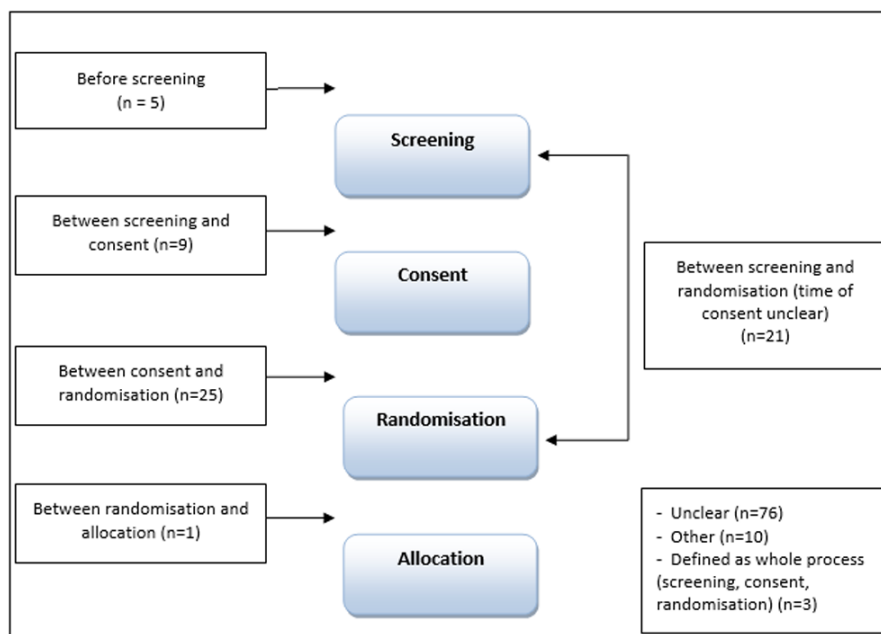 Before screening
(n = 5)
Screening
Between screening and
consent (n=9)
Consent
Between screening and
randomisation (time of
consent unclear)
(n=21)
Between consent and
randomisation (n=25)
Randomisation
Between randomisation and
allocation (n=1)
Allocation
- Unclear (n=76)
- Other (n=10)
- Defined as whole process
(screening, consent,
randomisation) (n=3)